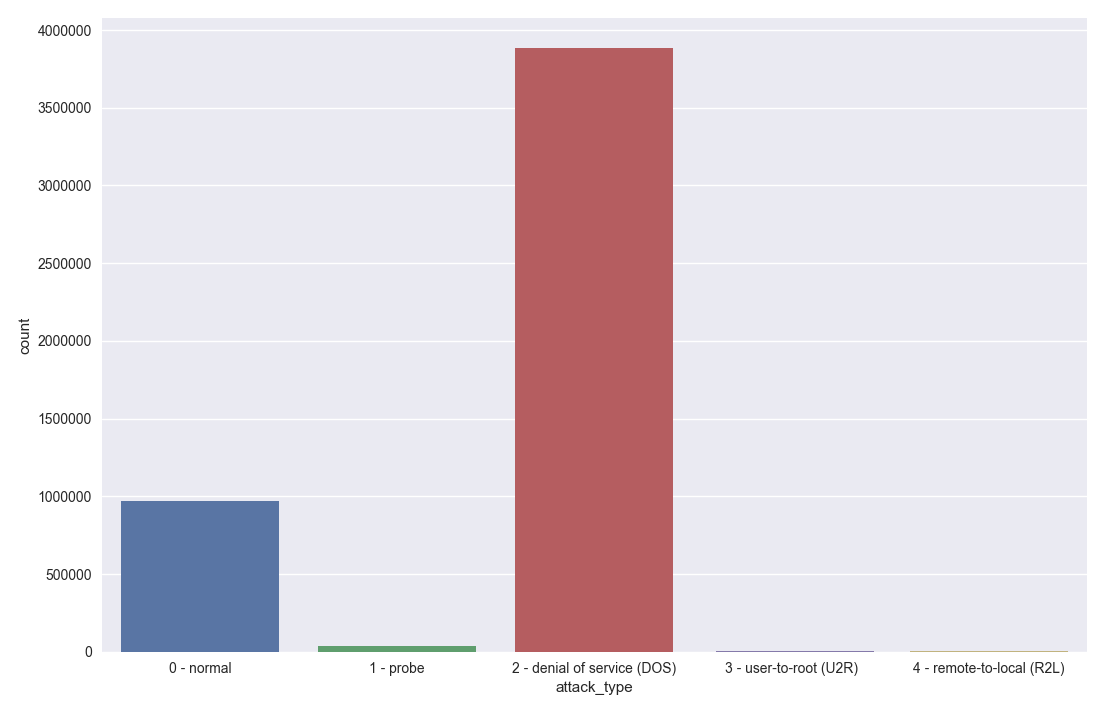 4000000
3500000
3000000
2500000
2000000
1500000
1000000
500000
0
count
0 - normal
1 - probe
2 - denial of service (DOS)
3 - user-to-root (U2R)
4 - remote-to-local (R2L)
attack_type